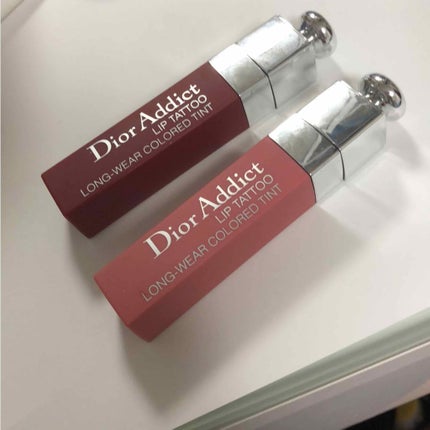 Dior Addict
LIP TATTOO
LONG-WEAR COLORED TINT
Dior Addict
LIP TATTOO
LONG-WEAR COLORED TINT